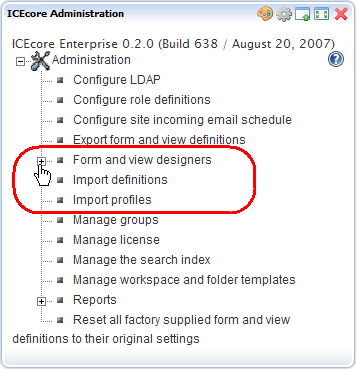 ICEcore Administration
ICEcore Enterprise 0.2.0 (Build 638 / August 20, 2007)
Administration
Configure LDAP
Configure role definitions
Configure site incoming email schedule
Export form and view definitions
Form and view designers
Import definitions
Import profiles
Manage groups
Manage license
Manage the search index
Manage workspace and folder templates
Reports
Reset all factory supplied form and view
definitions to their original settings